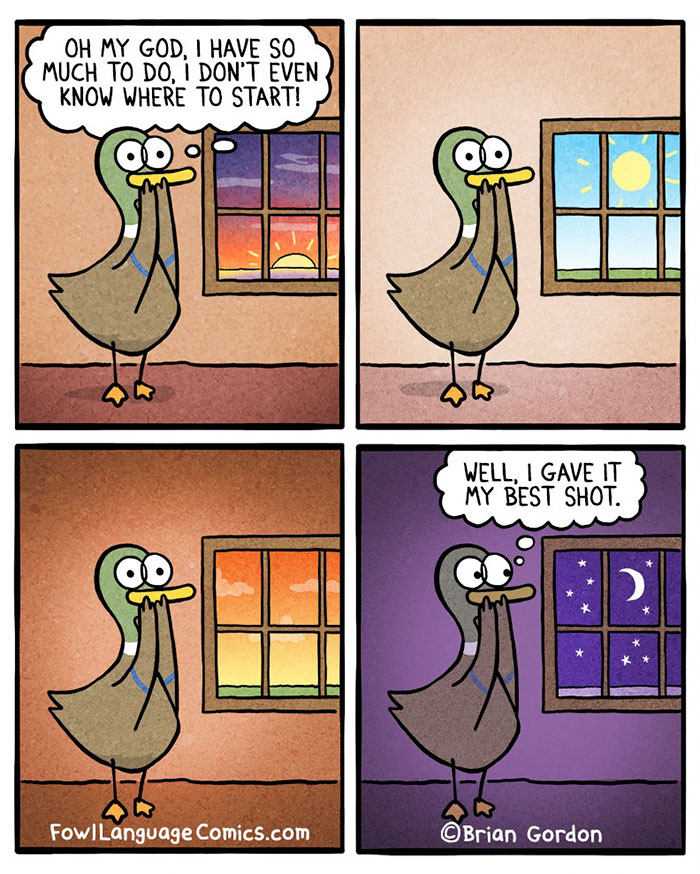 OH MY GOD, I HAVE SO
MUCH TO DO, I DON'T EVEN
KNOW WHERE TO START!
WELL, I GAVE IT
MY BEST SHOT.
FowlLanguageComics.com
©Brian Gordon